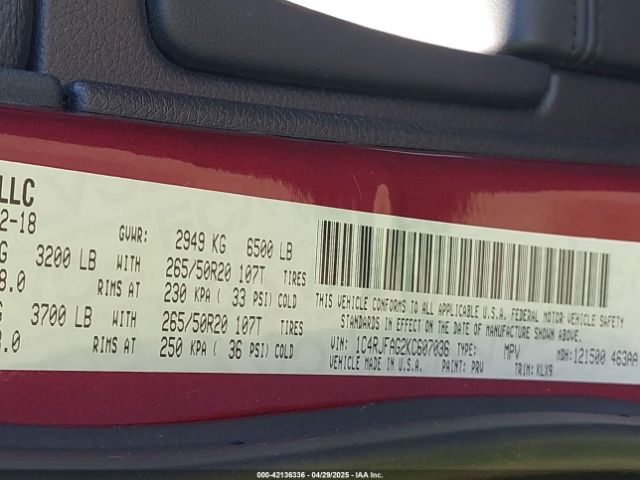 LLC
2-18
GVWR: 2949 KG 6500 LB
G 3200 LB WITH 265/50R20 107T TIRES
8.0 RIMS AT 230 KPA ( 33 PSI) COLD
G 3700 LB WITH 265/50R20 107T TIRES
8.0 RIMS AT 250 KPA ( 36 PSI) COLD
THIS VEHICLE CONFORMS TO ALL APPLICABLE U.S.A. FEDERAL MOTOR VEHICLE SAFETY
STANDARDS IN EFFECT ON THE DATE OF MANUFACTURE SHOWN ABOVE
VIN: 1C4RJFAG2KC607036 TYPE: MPV MDH: 121500 463AA
VEHICLE MADE IN U.S.A. PAINT: PRV TRIM: KLX9
000-42136336 - 04/29/2025 - IAA Inc.